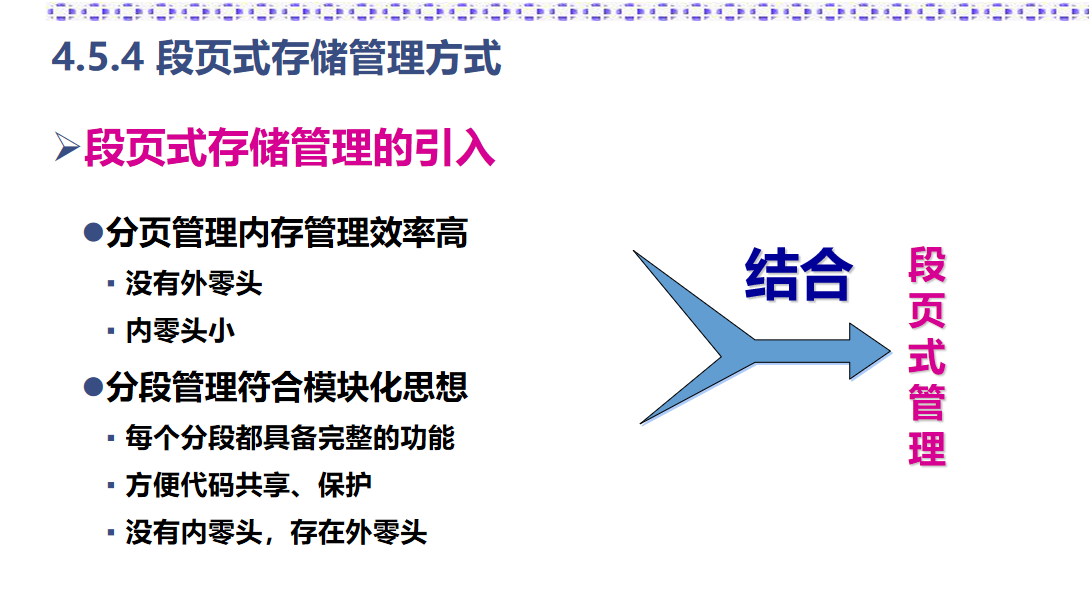 4.5.4 段页式存储管理方式
段页式存储管理的引入
分页管理内存管理效率高
没有外零头
内零头小
分段管理符合模块化思想
每个分段都具备完整的功能
方便代码共享、保护
没有内零头，存在外零头
结合
段页式管理